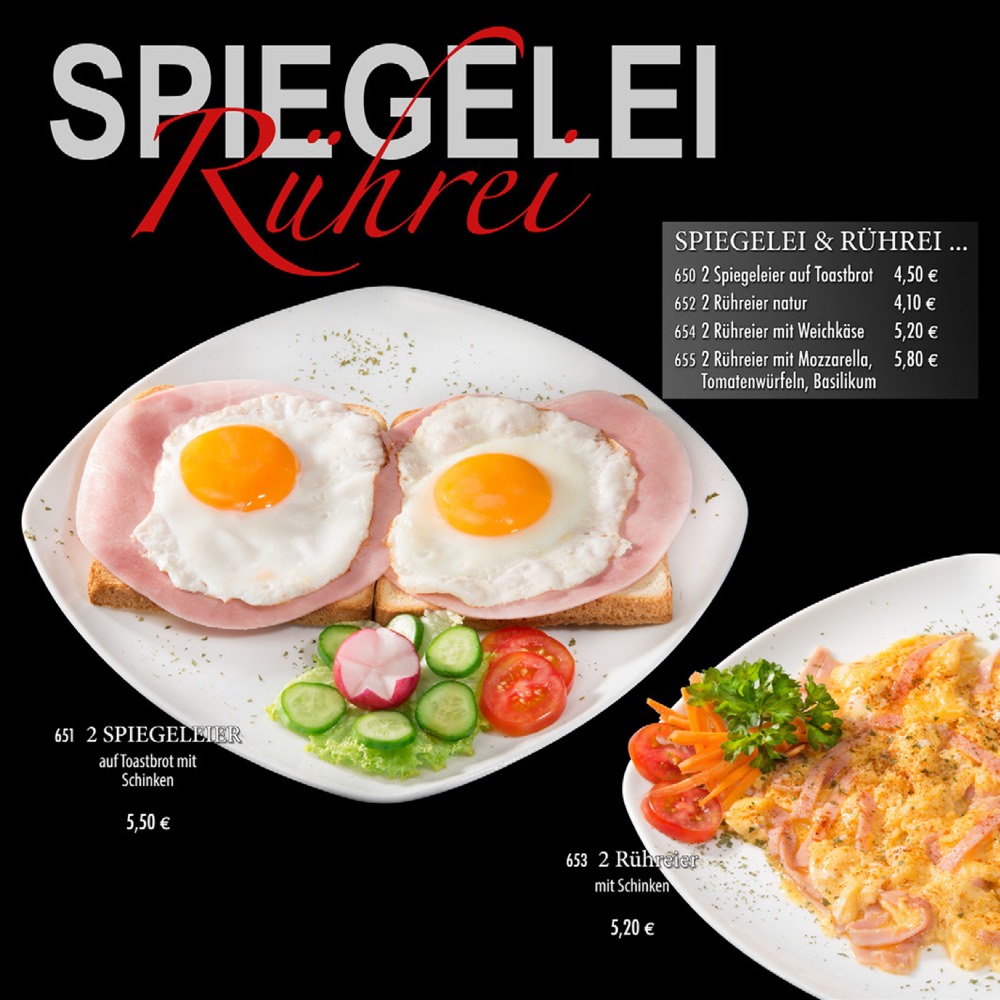 SPIEGELEI
Rührei
SPIEGELEI & RÜHREI ...
650 2 Spiegeleier auf Toastbrot 4,50 €
652 2 Rühreier natur 4,10 €
654 2 Rühreier mit Weichkäse 5,20 €
655 2 Rühreier mit Mozzarella, 5,80 €
Tomatenwürfeln, Basilikum
651 2 SPIEGELEIER
auf Toastbrot mit
Schinken
5,50 €
653 2 Rühreier
mit Schinken
5,20 €